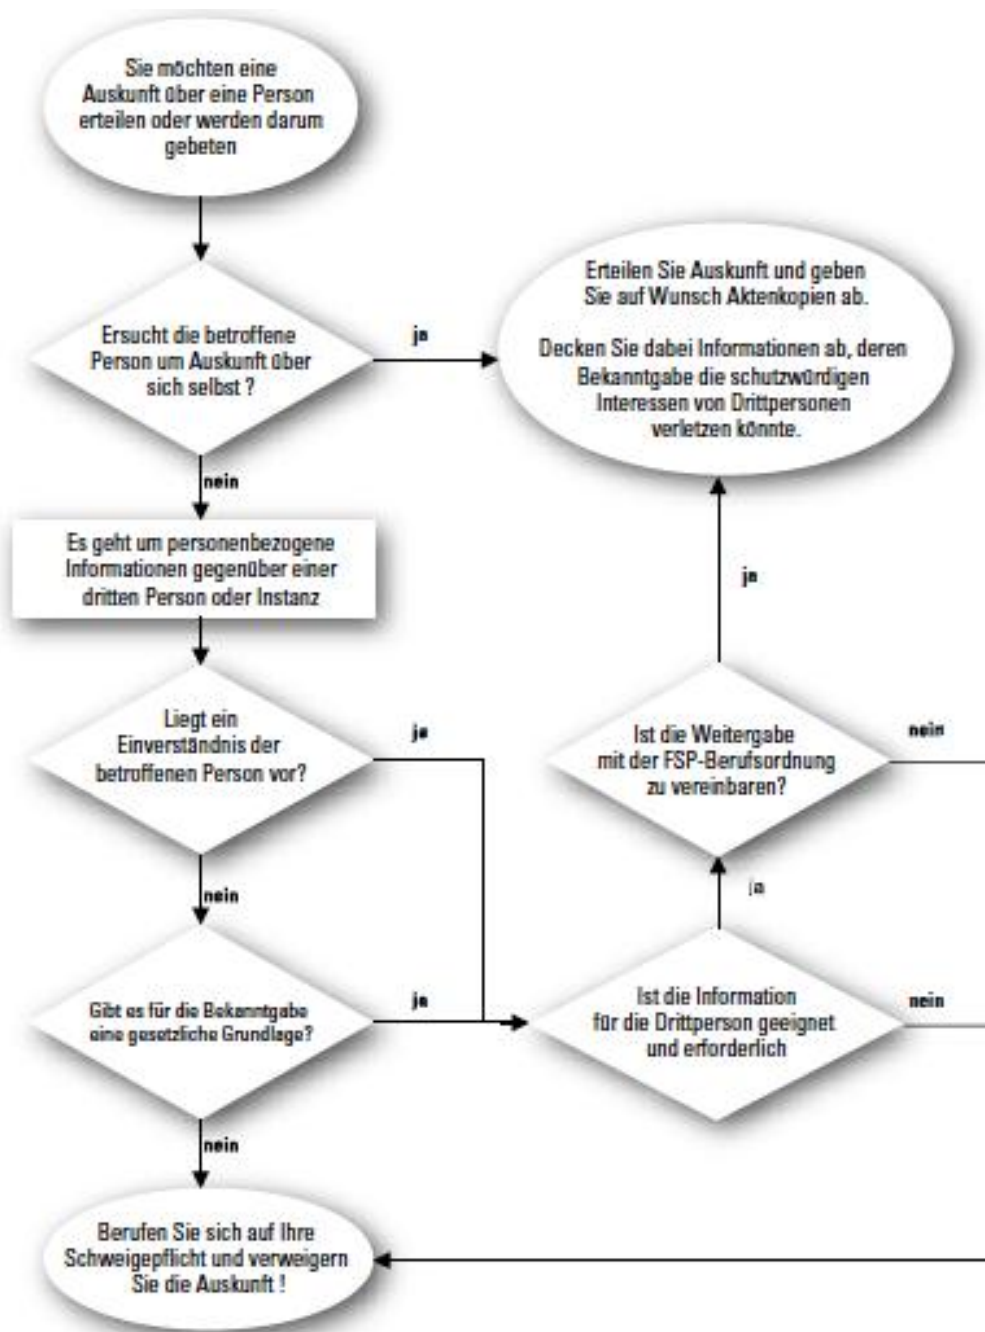 Sie möchten eine
Auskunft über eine Person
erteilen oder werden darum
gebeten
Ersucht die betroffene
Person um Auskunft über
sich selbst ?
ja
Erteilen Sie Auskunft und geben
Sie auf Wunsch Aktenkopien ab.
Decken Sie dabei Informationen ab, deren
Bekanntgabe die schutzwürdigen
Interessen von Drittpersonen
verletzen könnte.
nein
Es geht um personenbezogene
Informationen gegenüber einer
dritten Person oder Instanz
ja
Liegt ein
Einverständnis der
betroffenen Person vor?
ja
Ist die Weitergabe
mit der FSP-Berufsordnung
zu vereinbaren?
nein
nein
ja
Gibt es für die Bekanntgabe
eine gesetzliche Grundlage?
ja
Ist die Information
für die Drittperson geeignet
und erforderlich
nein
nein
Berufen Sie sich auf Ihre
Schweigepflicht und verweigern
Sie die Auskunft !